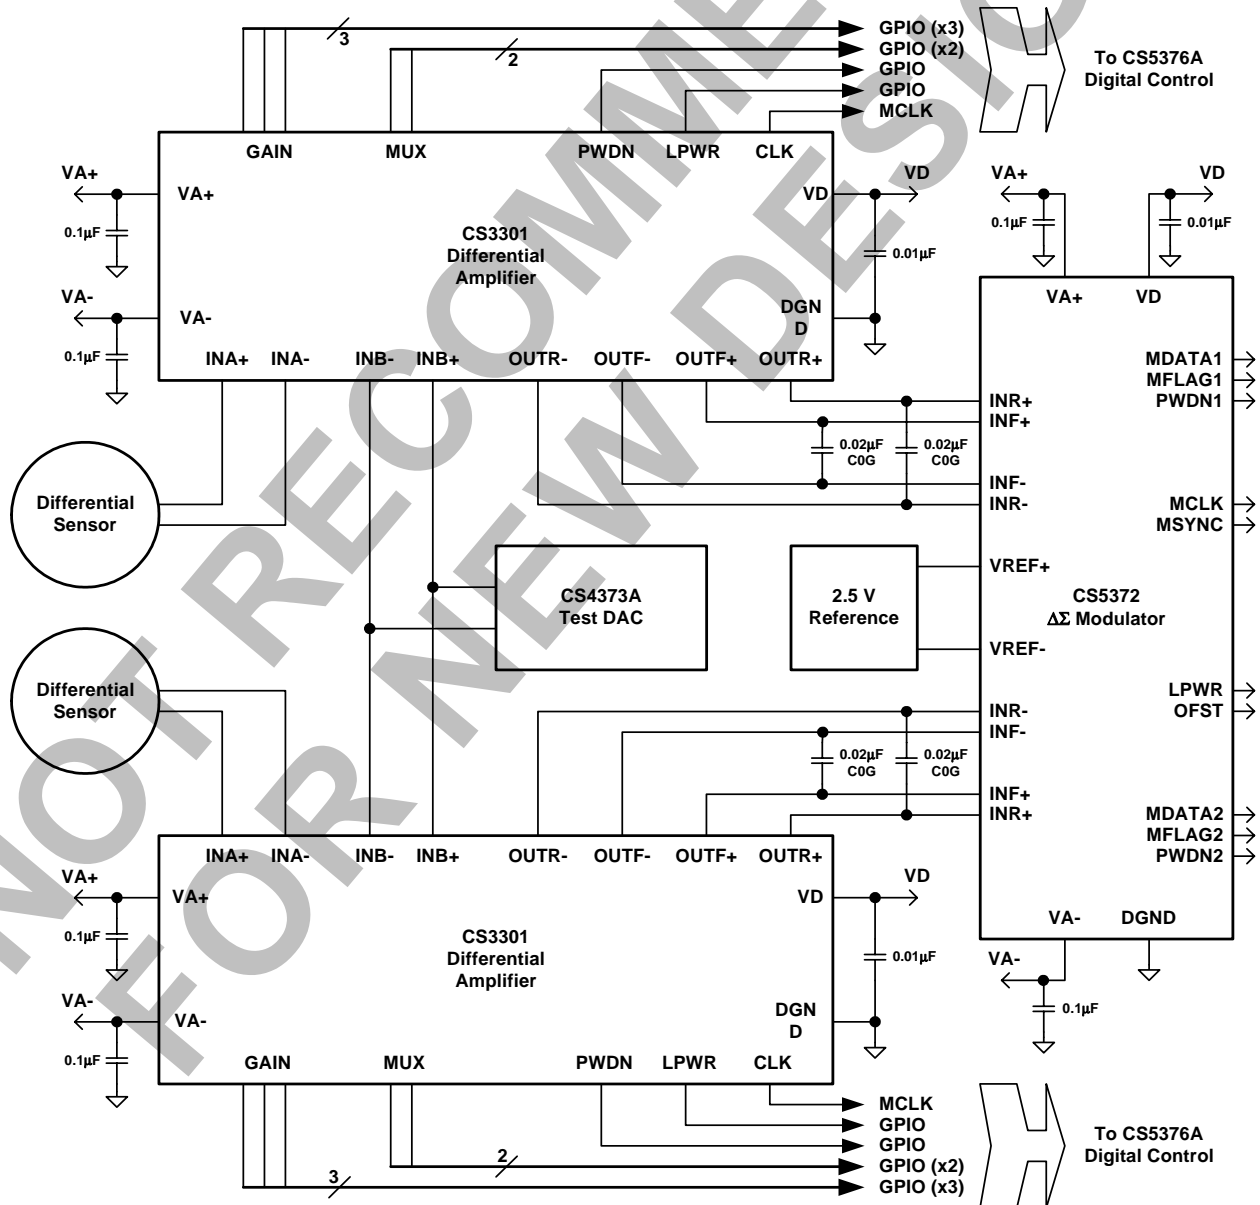 NOT RECOMME
FOR NEW DESIG
3
GPIO (x3)
2
GPIO (x2)
GPIO
GPIO
MCLK
To CS5376A
Digital Control
GAIN
MUX
PWDN
LPWR
CLK
VA+
VA+
0.1µF
VD
VD
0.01µF
CS3301
Differential
Amplifier
VA-
VA-
0.1µF
DGN
D
INA+
INA-
INB-
INB+
OUTR-
OUTF-
OUTF+
OUTR+
VA+
0.1µF
VD
0.01µF
VA+
VD
MDATA1
MFLAG1
PWDN1
INR+
INF+
0.02µF
C0G
0.02µF
C0G
INF-
INR-
MCLK
MSYNC
Differential
Sensor
CS4373A
Test DAC
2.5 V
Reference
VREF+
VREF-
CS5372
ΔΣ Modulator
Differential
Sensor
LPWR
OFST
INR-
INF-
0.02µF
C0G
0.02µF
C0G
INF+
INR+
MDATA2
MFLAG2
PWDN2
INA+
INA-
INB-
INB+
OUTR-
OUTF-
OUTF+
OUTR+
VA+
VA+
0.1µF
VD
VD
0.01µF
CS3301
Differential
Amplifier
VA-
DGND
VA-
0.1µF
VA-
VA-
0.1µF
DGN
D
GAIN
MUX
PWDN
LPWR
CLK
MCLK
GPIO
GPIO
2
GPIO (x2)
3
GPIO (x3)
To CS5376A
Digital Control